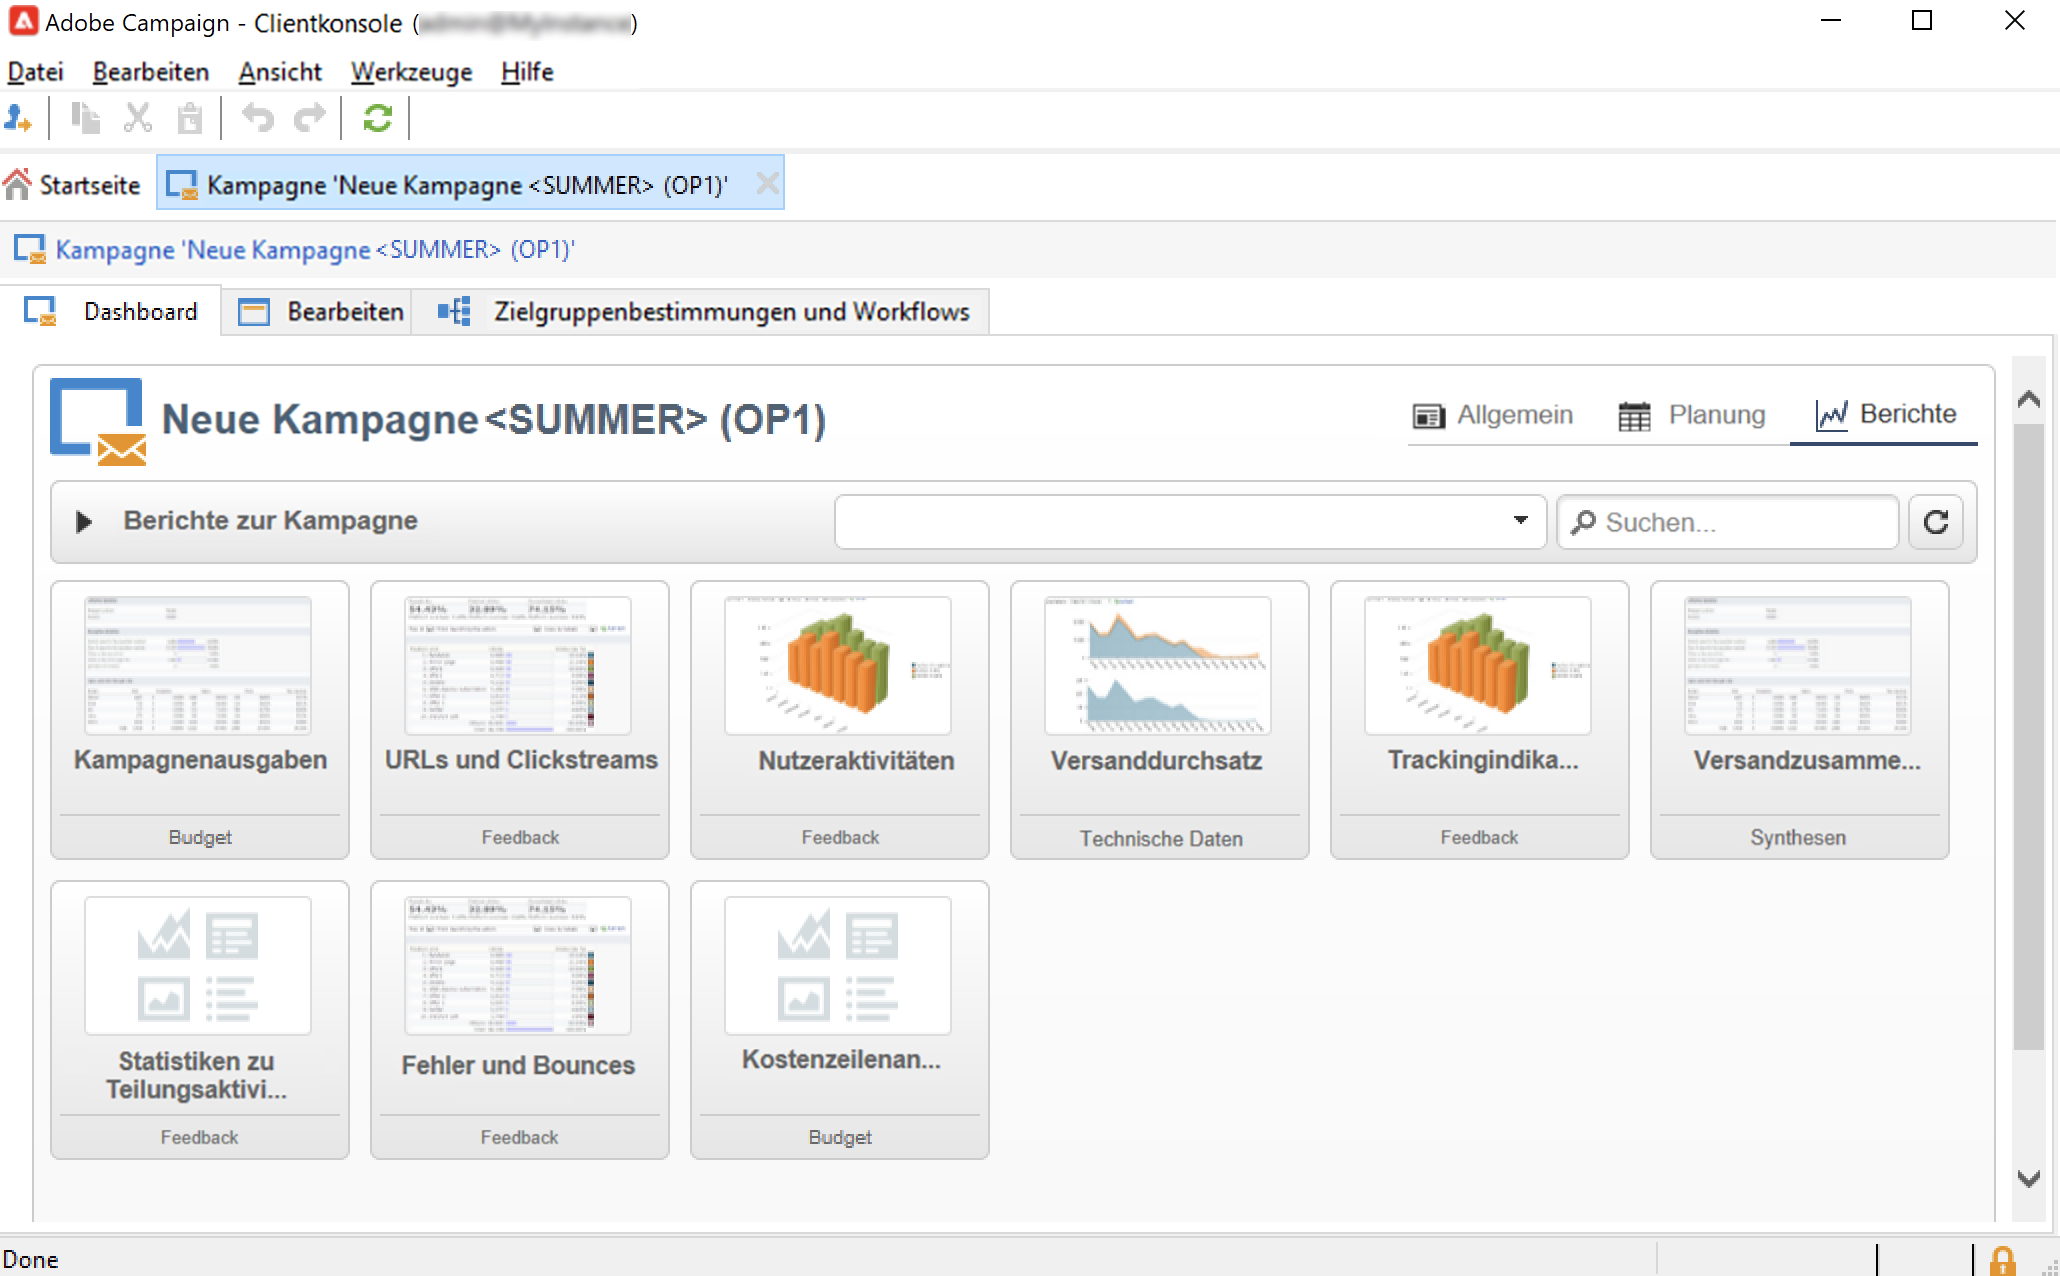 Adobe Campaign - Clientkonsole ( )
Datei Bearbeiten Ansicht Werkzeuge Hilfe
Startseite Kampagne 'Neue Kampagne <SUMMER> (OP1)'
Kampagne 'Neue Kampagne <SUMMER> (OP1)'
Dashboard Bearbeiten Zielgruppenbestimmungen und Workflows
Neue Kampagne <SUMMER> (OP1) Allgemein Planung Berichte
Berichte zur Kampagne Suchen...
Kampagnenausgaben URLs und Clickstreams Nutzeraktivitäten Versanddurchsatz Trackingindika... Versandzusamme...
Budget Feedback Feedback Technische Daten Feedback Synthesen
Statistiken zu Teilungsaktivi... Fehler und Bounces Kostenzeilenan...
Feedback Feedback Budget
Done